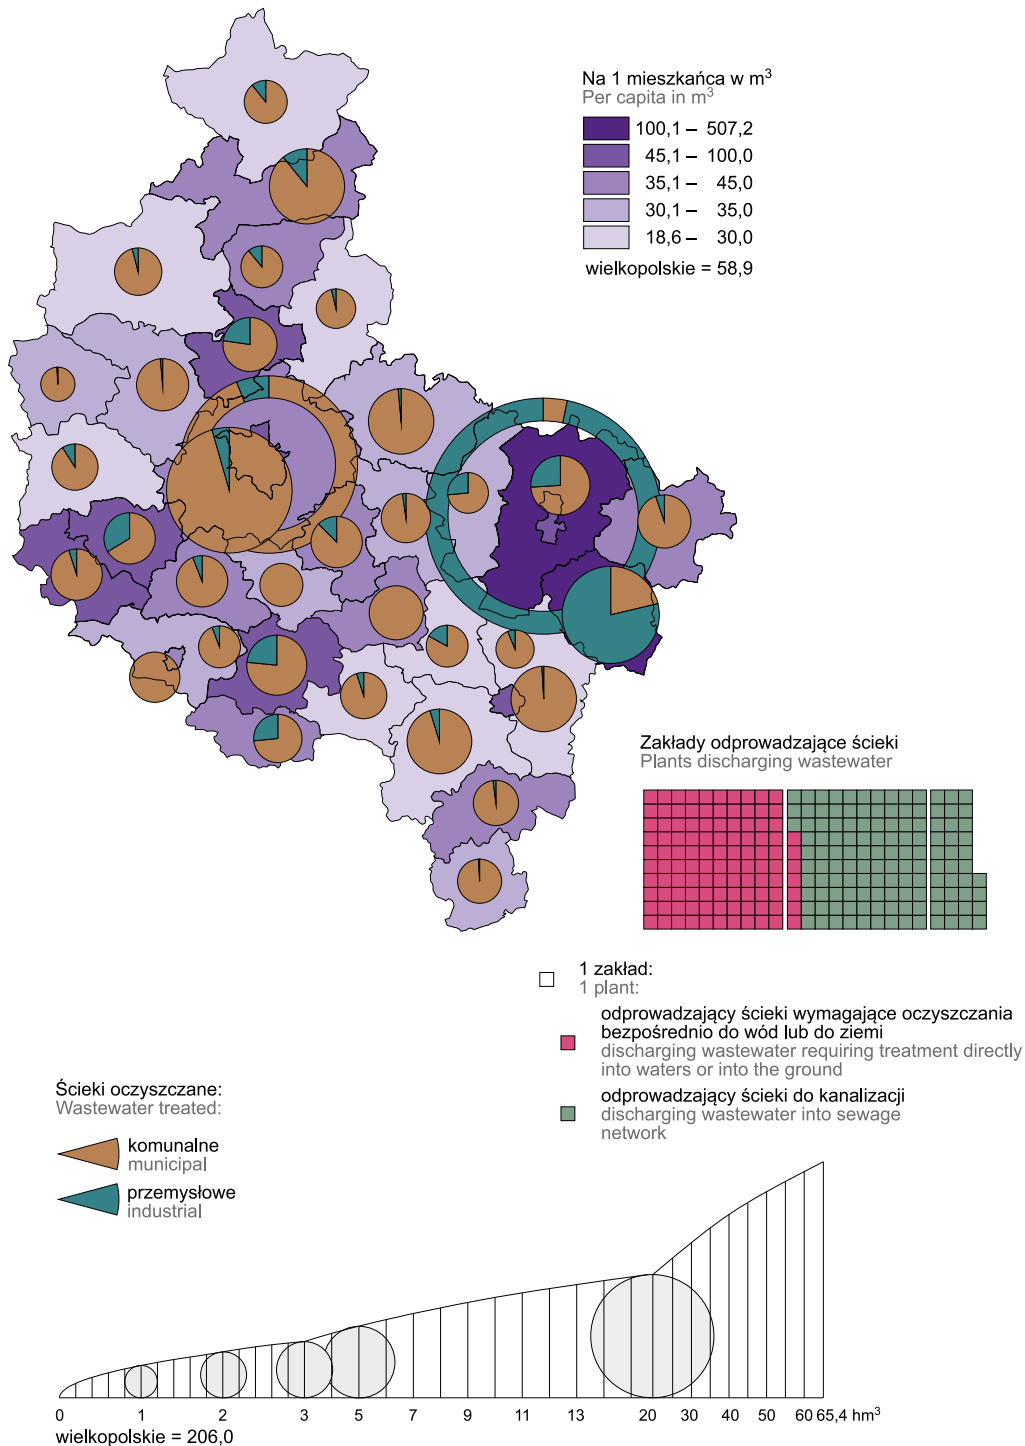 Na 1 mieszkańca w m³
Per capita in m³
100,1 – 507,2
45,1 – 100,0
35,1 – 45,0
30,1 – 35,0
18,6 – 30,0
wielkopolskie = 58,9
Zakłady odprowadzające ścieki
Plants discharging wastewater
1 zakład:
1 plant:
odprowadzający ścieki wymagające oczyszczania
bezpośrednio do wód lub do ziemi
discharging wastewater requiring treatment directly
into waters or into the ground
odprowadzający ścieki do kanalizacji
discharging wastewater into sewage
network
Ścieki oczyszczane:
Wastewater treated:
komunalne
municipal
przemysłowe
industrial
0 1 2 3 5 7 9 11 13 20 30 40 50 60 65,4 hm³
wielkopolskie = 206,0